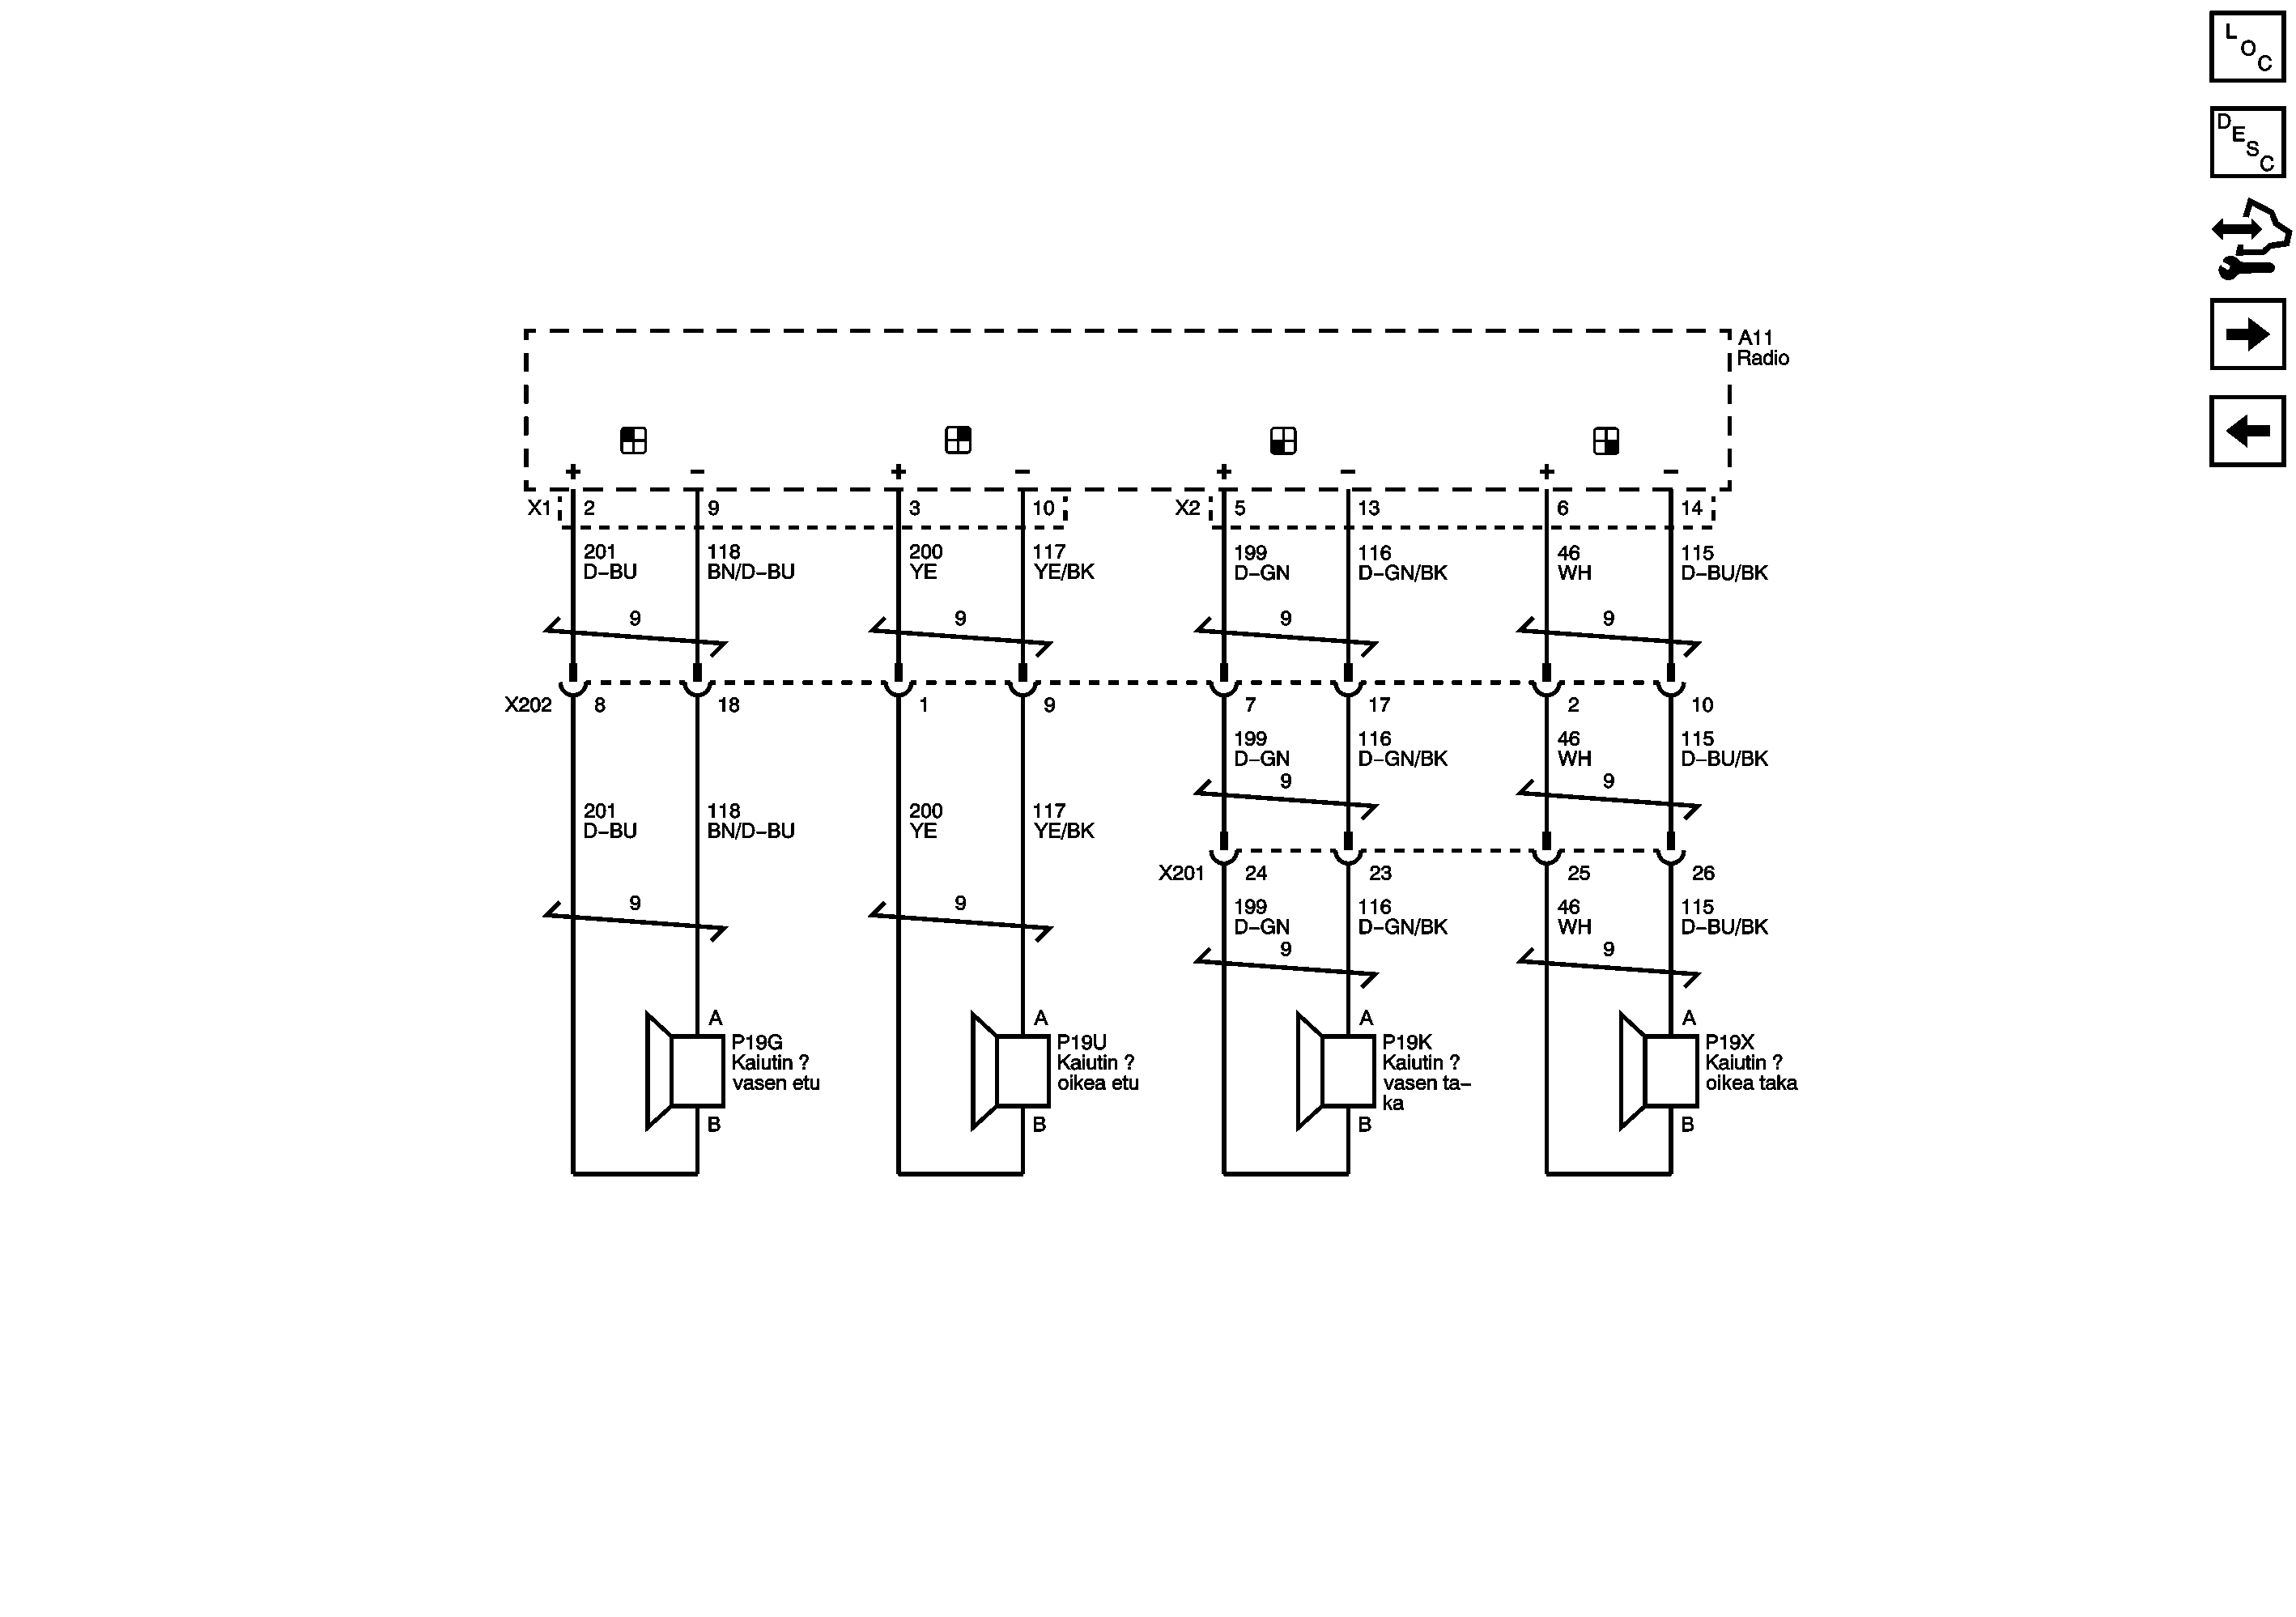 L
O
C
D
E
S
C
A11
Radio
+ − + − + − + −
X1 2 9 3 10 X2 5 13 6 14
201 118 200 117 199 116 46 115
D−BU BN/D−BU YE YE/BK D−GN D−GN/BK WH D−BU/BK
9 9 9 9
X202 8 18 1 9 7 17 2 10
199 116 46 115
D−GN D−GN/BK WH D−BU/BK
9 9
201 118 200 117
D−BU BN/D−BU YE YE/BK
X201 24 23 25 26
9 9
199 116 46 115
D−GN D−GN/BK WH D−BU/BK
9 9
A A A A
P19G
Kaiutin ?
vasen etu
P19U
Kaiutin ?
oikea etu
P19K
Kaiutin ?
vasen ta−
ka
P19X
Kaiutin ?
oikea taka
B B B B